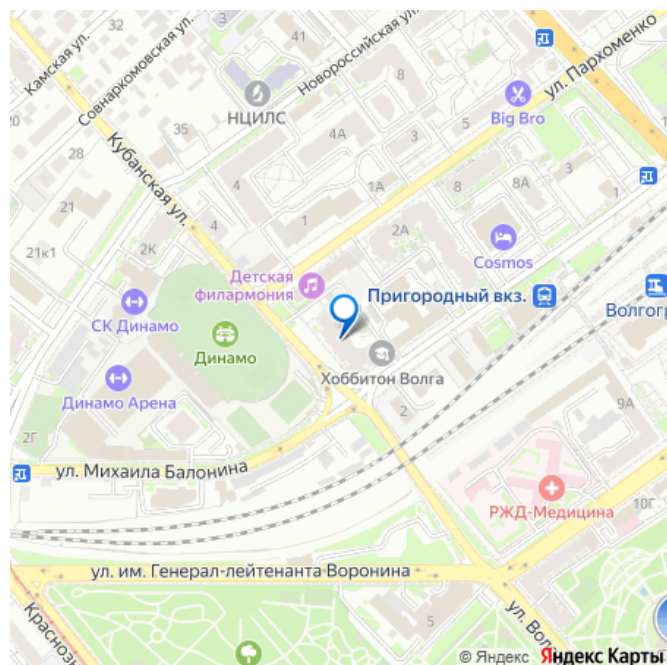 32
41
Камская ул.
Совнаркомовская ул.
Новороссийская ул.
ул. Пархоменко
3
8
НЦИЛС
Big Bro
20
35
4А
3
5
Кубанская ул.
28
3
4
1А
8
8А
1
21
4
1
2А
21к1
2К
Cosmos
Детская
филармония
Пригородный вкз.
СК Динамо
Волгогр
Динамо
Хоббитон Волга
Динамо Арена
2
9А
2Г
ул. Михаила Балонина
РЖД-Медицина
10Г
ул. им. Генерал-лейтенанта Воронина
Краснозн
5
ул. Вол
© Яндекс Яндекс Карты